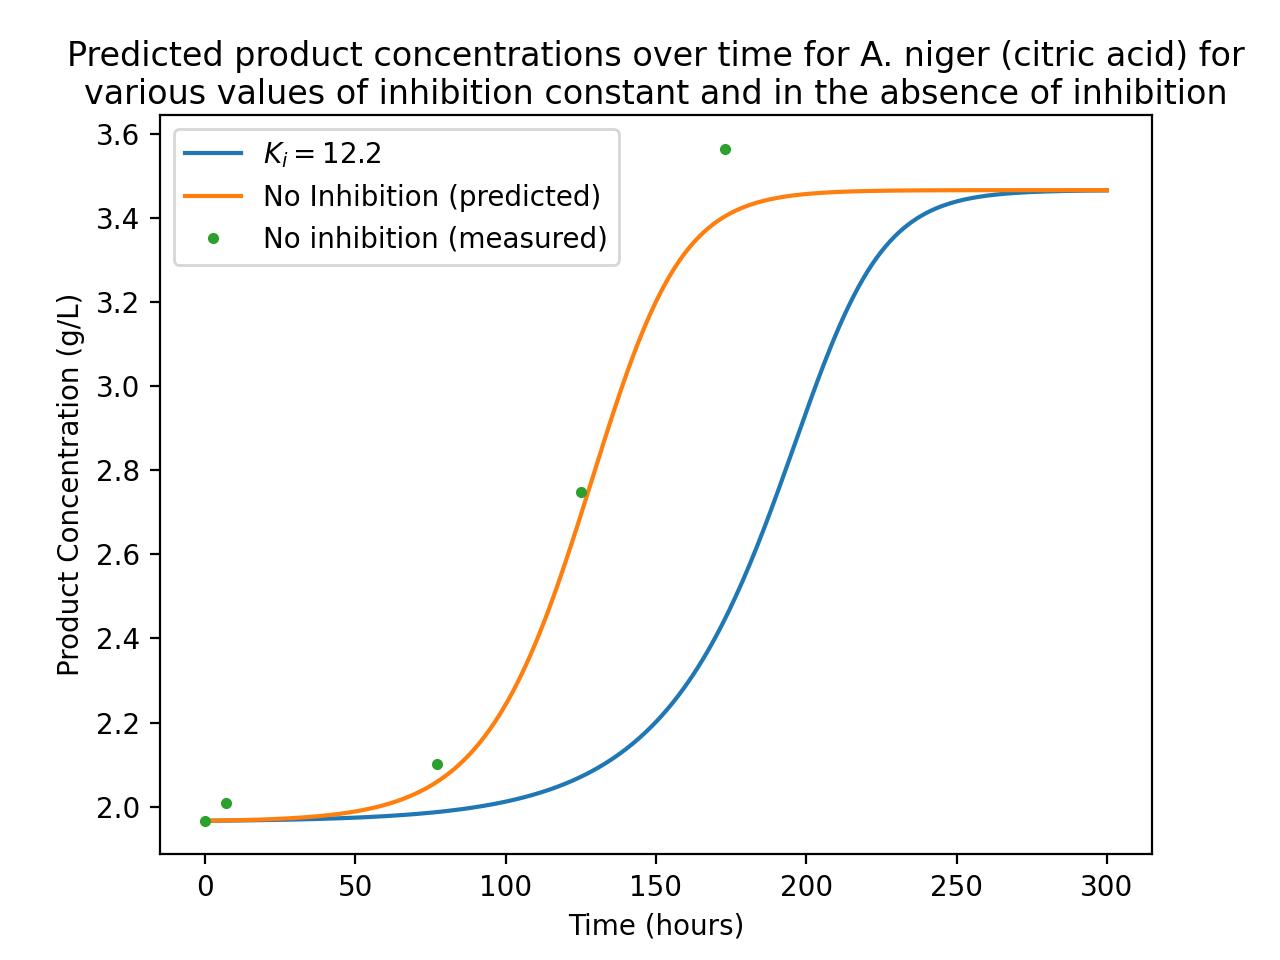 Predicted product concentrations over time for A. niger (citric acid) for
various values of inhibition constant and in the absence of inhibition
K_i = 12.2
No Inhibition (predicted)
No inhibition (measured)
Product Concentration (g/L)
3.6
3.4
3.2
3.0
2.8
2.6
2.4
2.2
2.0
0 50 100 150 200 250 300
Time (hours)